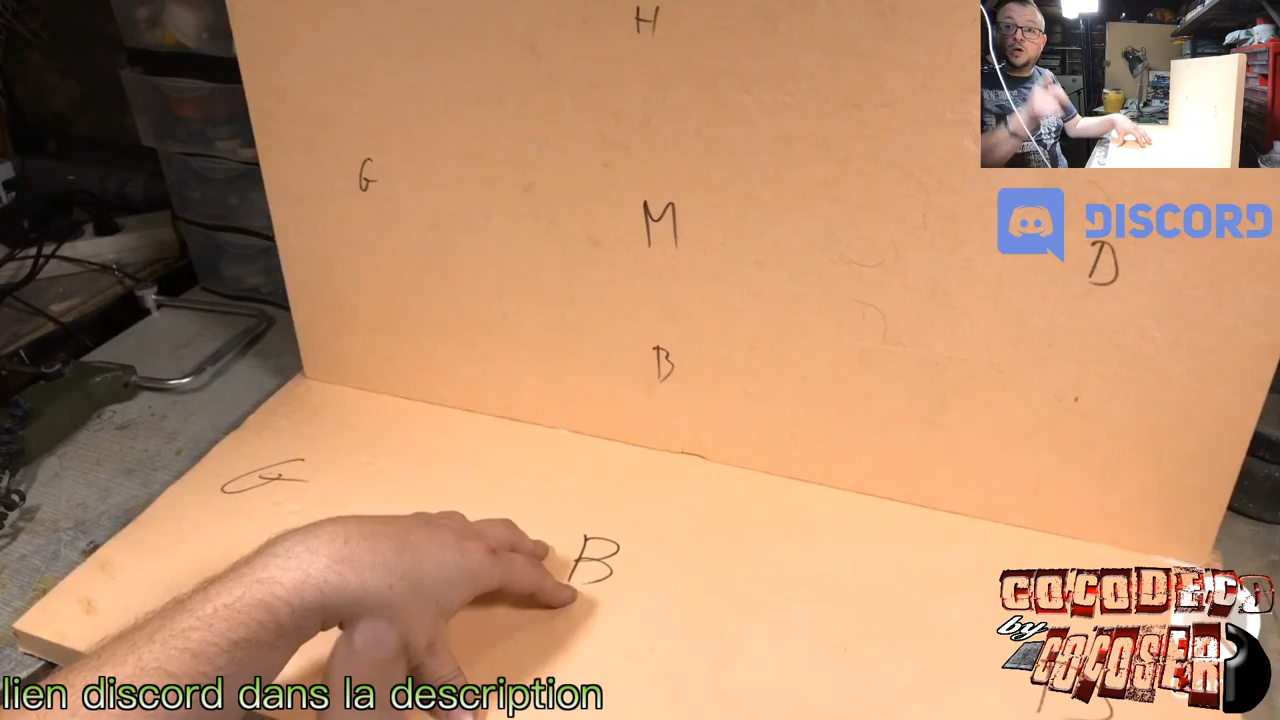 H
G
M
DISCORD
D
B
G
B
COCODECO
by
COCOSER
lien discord dans la description